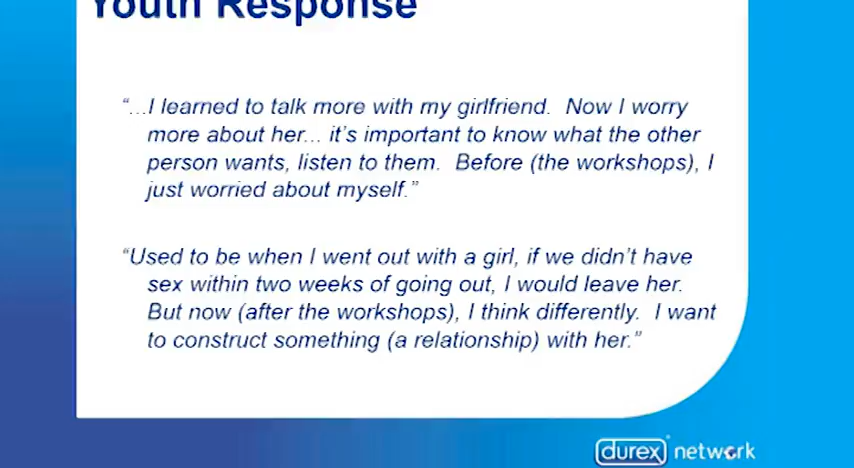 Youth Response
“...I learned to talk more with my girlfriend. Now I worry
more about her... it’s important to know what the other
person wants, listen to them. Before (the workshops), I
just worried about myself.”
“Used to be when I went out with a girl, if we didn’t have
sex within two weeks of going out, I would leave her.
But now (after the workshops), I think differently. I want
to construct something (a relationship) with her.”
durex network